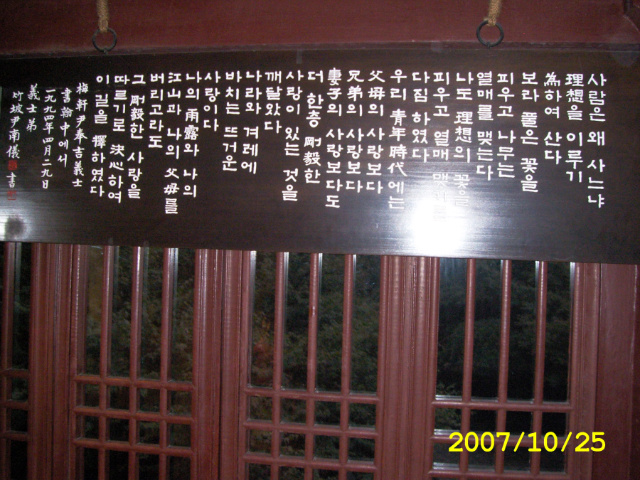 사람은 왜 사느냐
理想을 이루기
為하여 산다
보라 풀은 꽃을
피우고 나무는
열매를 맺는다
나도 理想의 꽃을
피우고 열매 맺기를
다짐 하였다
우리 青年時代에는
父母의 사랑보다
兄弟의 사랑보다
妻子의 사랑보다도
더 한층 剛毅한
사랑이 있는 것을
깨달았다
나라와 겨레에
바치는 뜨거운
사랑이다
나의 雨露와 나의
江山과 나의 父母를
버리고라도
그 剛毅한 사랑을
따르기로 決心하여
이 길을 擇하였다
梅軒尹奉吉義士
書翰中에서
一九九四年四月二九日
義士弟
竹坡尹南儀 書
2007/10/25